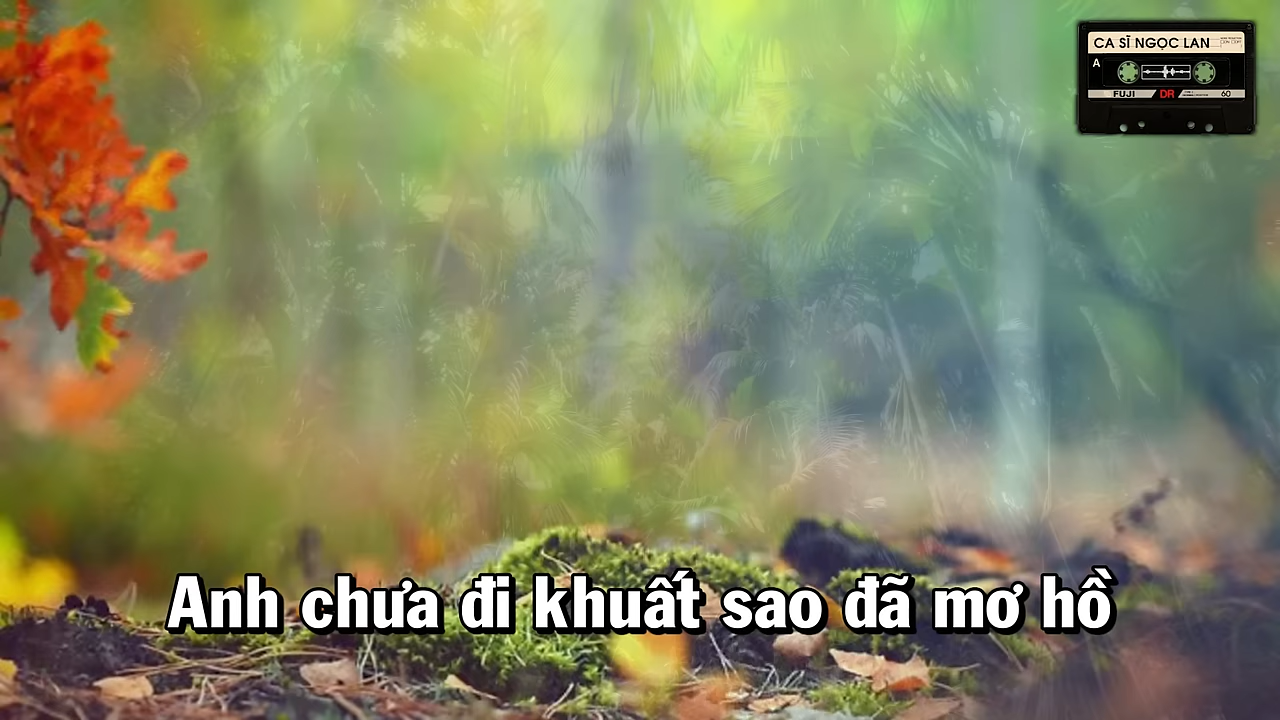 CA SĨ NGỌC LAN
A
FUJI DR 60
Anh chưa đi khuất sao đã mơ hồ